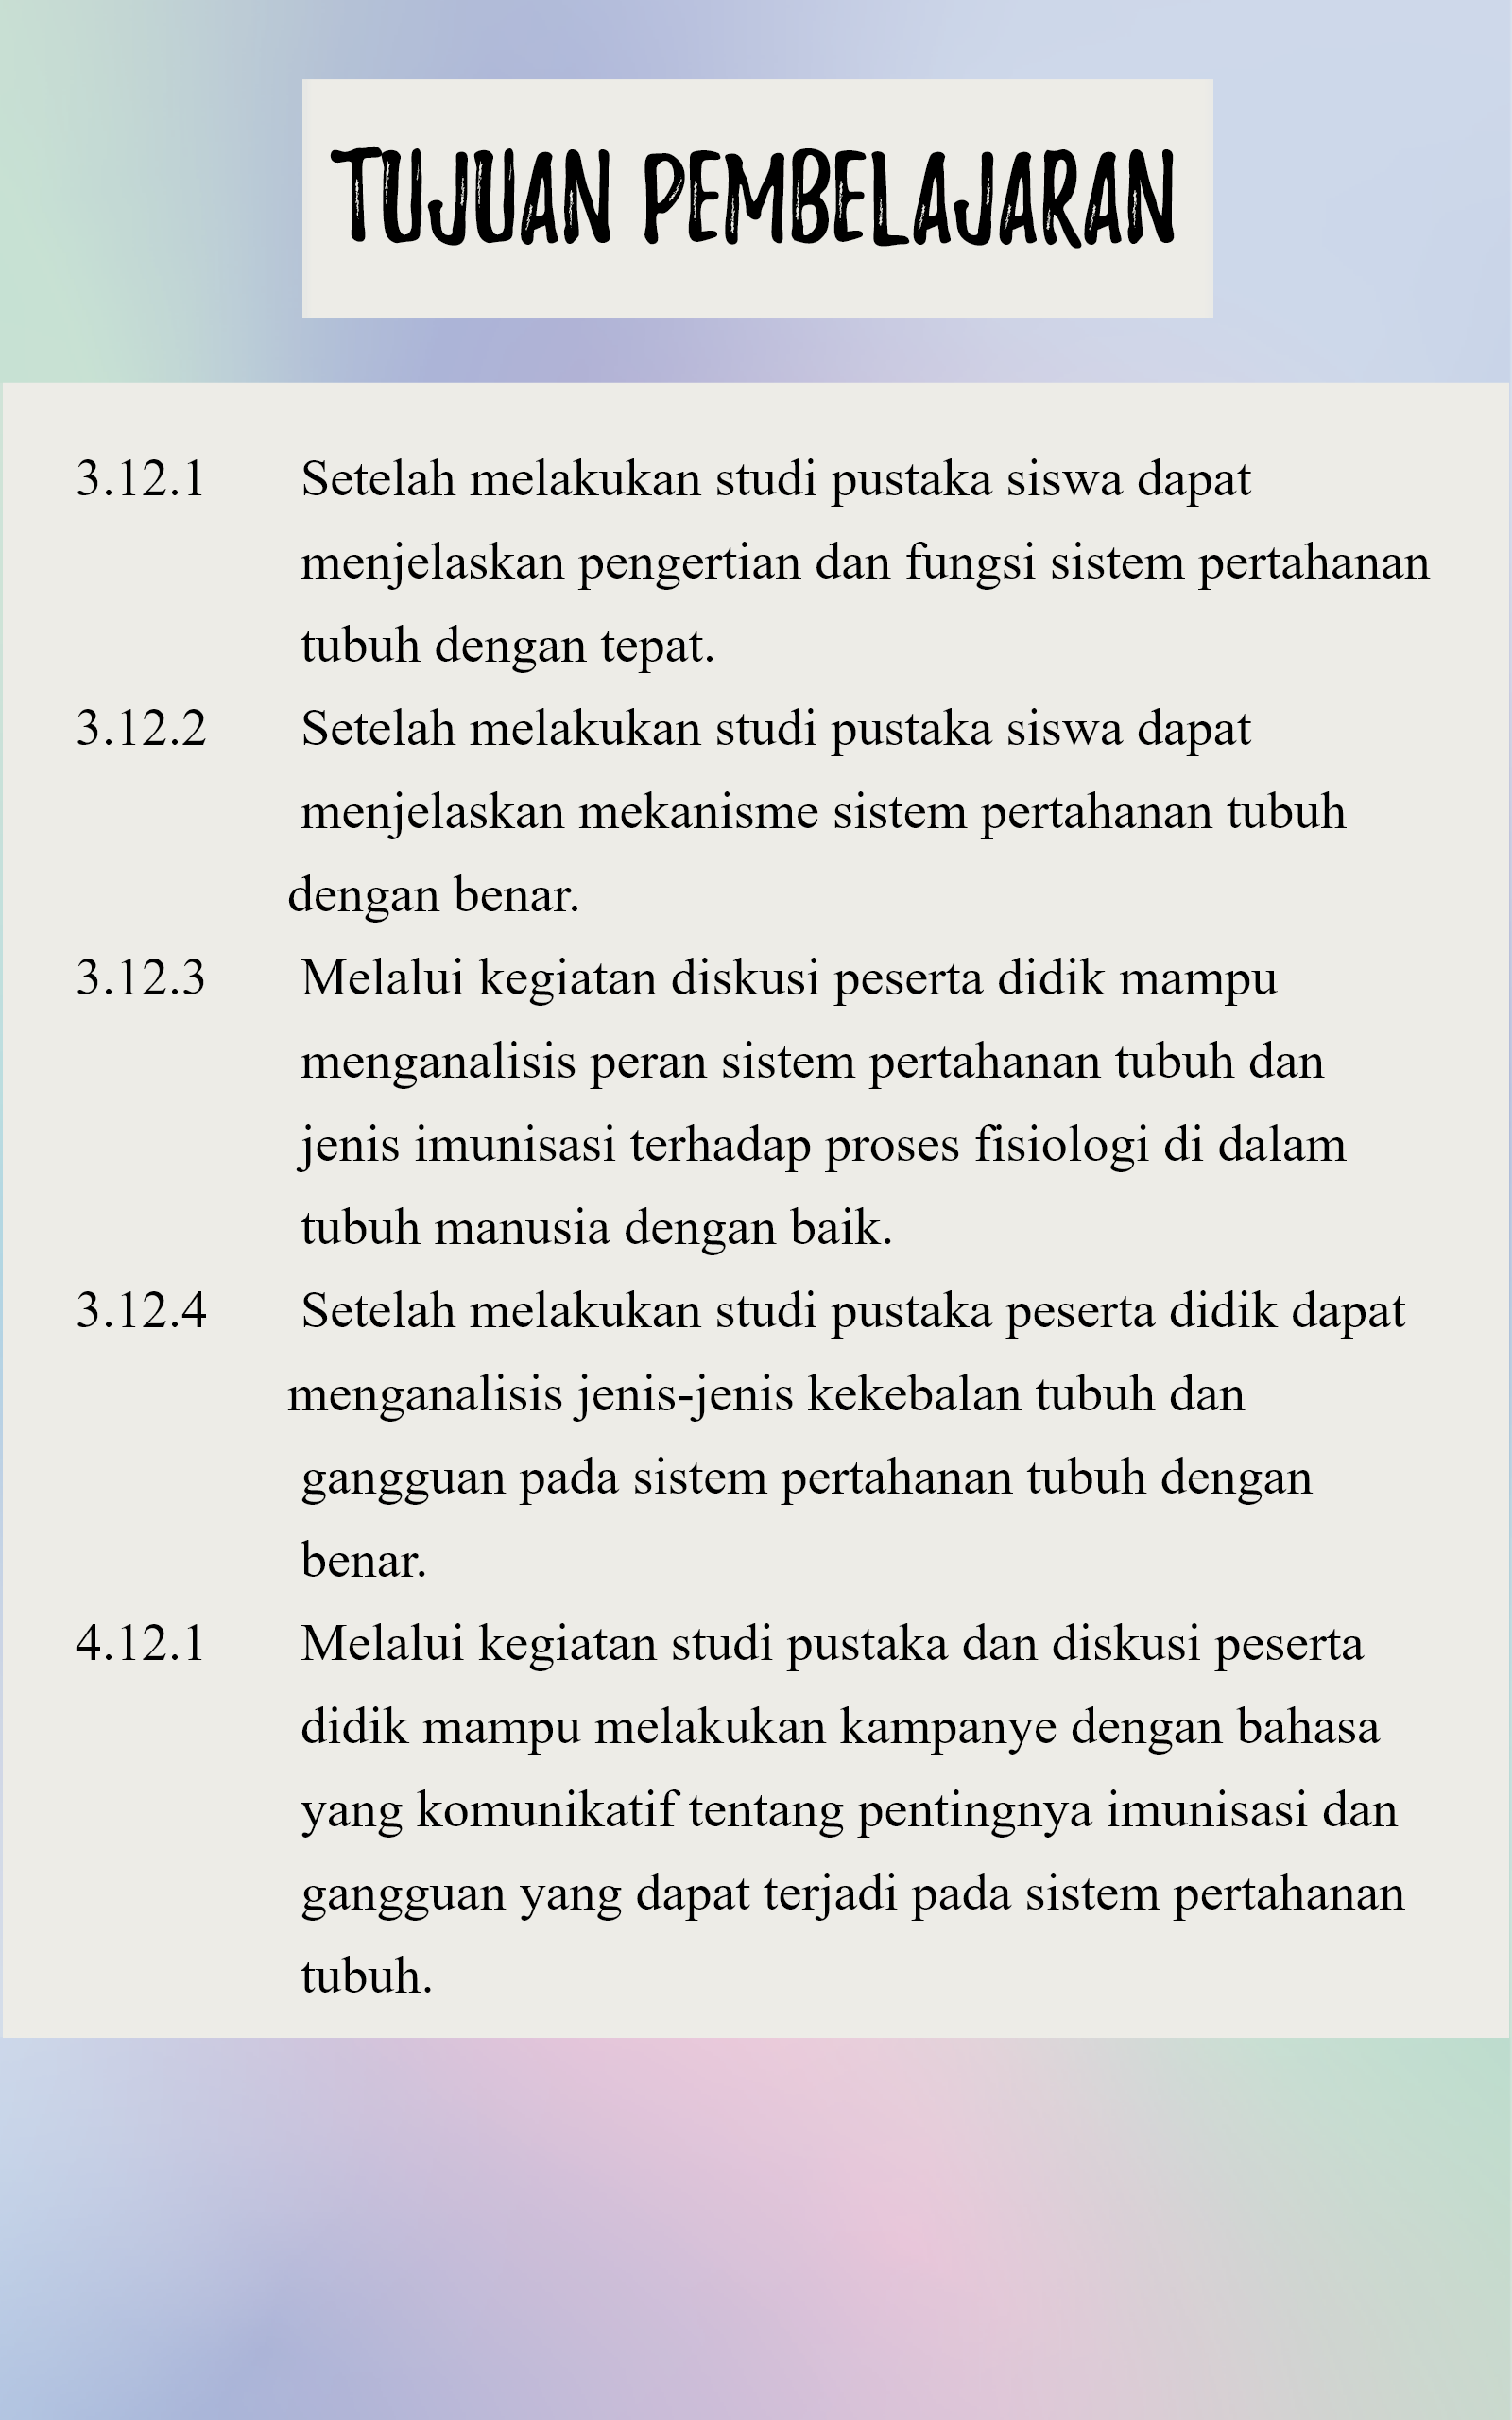 TUJUAN PEMBELAJARAN
3.12.1 Setelah melakukan studi pustaka siswa dapat
menjelaskan pengertian dan fungsi sistem pertahanan
tubuh dengan tepat.
3.12.2 Setelah melakukan studi pustaka siswa dapat
menjelaskan mekanisme sistem pertahanan tubuh
dengan benar.
3.12.3 Melalui kegiatan diskusi peserta didik mampu
menganalisis peran sistem pertahanan tubuh dan
jenis imunisasi terhadap proses fisiologi di dalam
tubuh manusia dengan baik.
3.12.4 Setelah melakukan studi pustaka peserta didik dapat
menganalisis jenis-jenis kekebalan tubuh dan
gangguan pada sistem pertahanan tubuh dengan
benar.
4.12.1 Melalui kegiatan studi pustaka dan diskusi peserta
didik mampu melakukan kampanye dengan bahasa
yang komunikatif tentang pentingnya imunisasi dan
gangguan yang dapat terjadi pada sistem pertahanan
tubuh.